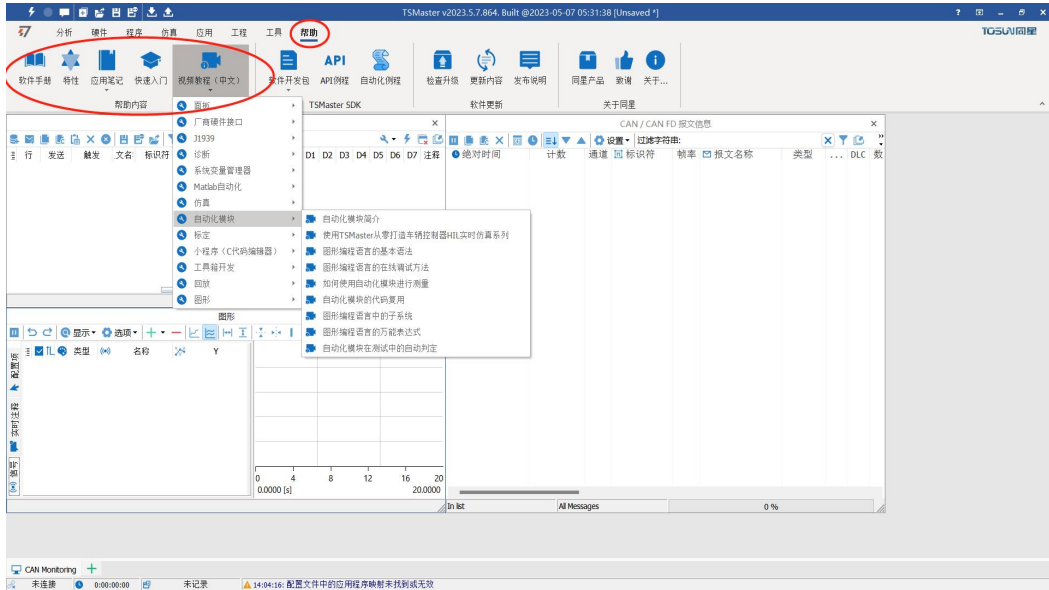 TSMaster v2023.5.7.864. Built @2023-05-07 05:31:38 [Unsaved *]
分析 硬件 程序 仿真 应用 工程 工具 帮助
TOSUN同星
API
软件手册 特性 应用笔记 快速入门 视频教程（中文） 软件开发包 API例程 自动化例程 检查升级 更新内容 发布说明 同星产品 致谢 关于...
帮助内容 TSMaster SDK 软件更新 关于同星
面板
厂商硬件接口
J1939
诊断
系统变量管理器
Matlab自动化
仿真
自动化模块
标定
小程序（C代码编辑器）
工具箱开发
回放
图形
自动化模块简介
使用TSMaster从零打造车辆控制器HIL实时仿真系列
图形编程语言的基本语法
图形编程语言的在线调试方法
如何使用自动化模块进行测量
自动化模块的代码复用
图形编程语言中的子系统
图形编程语言的万能表达式
自动化模块在测试中的自动判定
行 发送 触发 文名 标识符
D1 D2 D3 D4 D5 D6 D7 注释
CAN / CAN FD 报文信息
设置 过滤字符串:
绝对时间 计数 通道 标识符 帧率 报文名称 类型 ... DLC 数
图形
显示 选项
类型 名称 Y
配置项
实时注释
信号
0 4 8 12 16 20
0.0000 [s] 20.0000
In list All Messages 0 %
CAN Monitoring
未连接 0:00:00:00 未记录 14:04:16: 配置文件中的应用程序映射未找到或无效